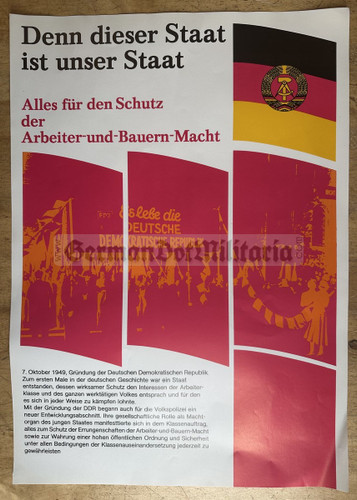 Denn dieser Staat
ist unser Staat
Alles für den Schutz
der
Arbeiter-und-Bauern-Macht
Es lebe die
DEUTSCHE
DEMOKRATISCHE REPUBLIK
GermanDotMilitaria
7. Oktober 1949, Gründung der Deutschen Demokratischen Republik.
Zum ersten Male in der deutschen Geschichte war ein Staat
entstanden, dessen wirksamer Schutz den Interessen der Arbeiter-
klasse und des ganzen werktätigen Volkes entsprach und für den
es sich in jeder Weise zu kämpfen lohnte.
Mit der Gründung der DDR begann auch für die Volkspolizei ein
neuer Entwicklungsabschnitt. Ihre gesellschaftliche Rolle als Macht-
organ des jungen Staates manifestierte sich in dem Klassenauftrag,
alles zum Schutz der Errungenschaften der Arbeiter-und-Bauern-Macht
sowie zur Wahrung einer hohen öffentlichen Ordnung und Sicherheit
unter allen Bedingungen der Klassenauseinandersetzung jederzeit zu
gewährleisten